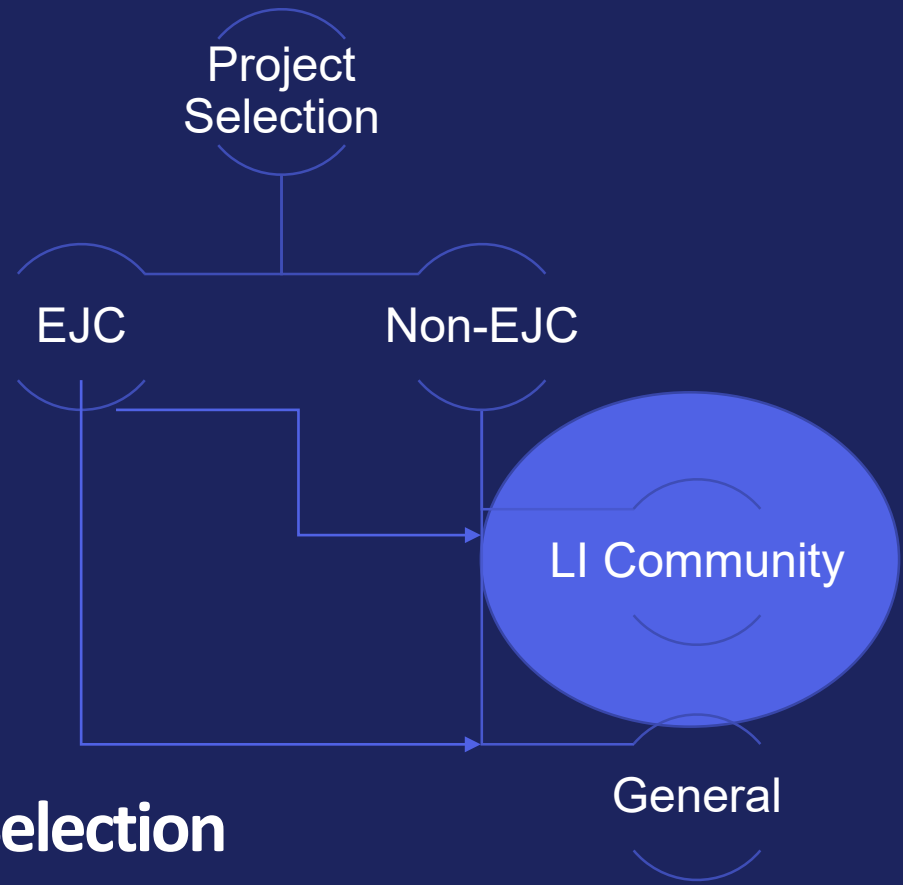 Project
Selection
EJC
Non-EJC
LI Community
General
election